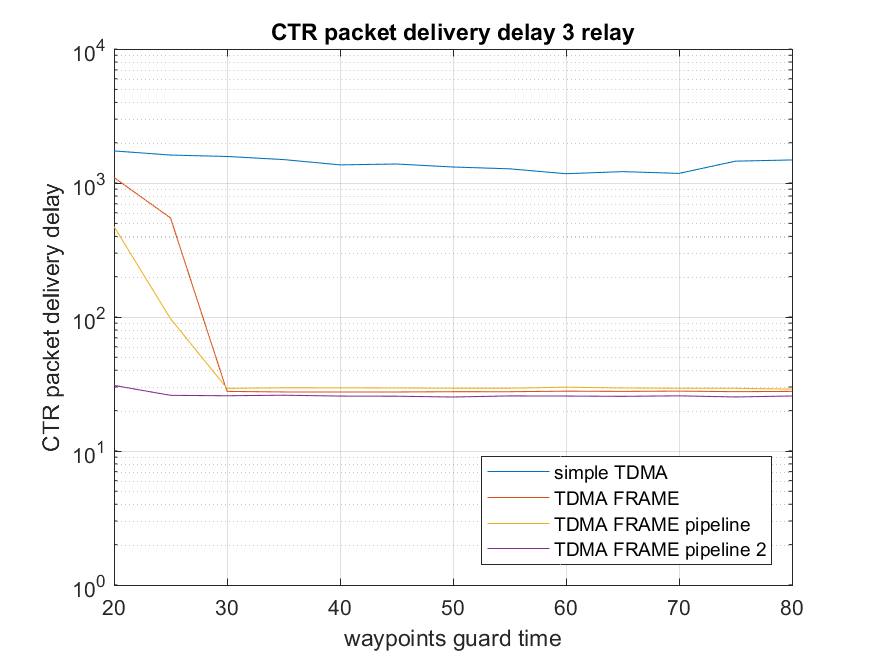 CTR packet delivery delay 3 relay
CTR packet delivery delay
10^4
10^3
10^2
10^1
10^0
simple TDMA
TDMA FRAME
TDMA FRAME pipeline
TDMA FRAME pipeline 2
20 30 40 50 60 70 80
waypoints guard time